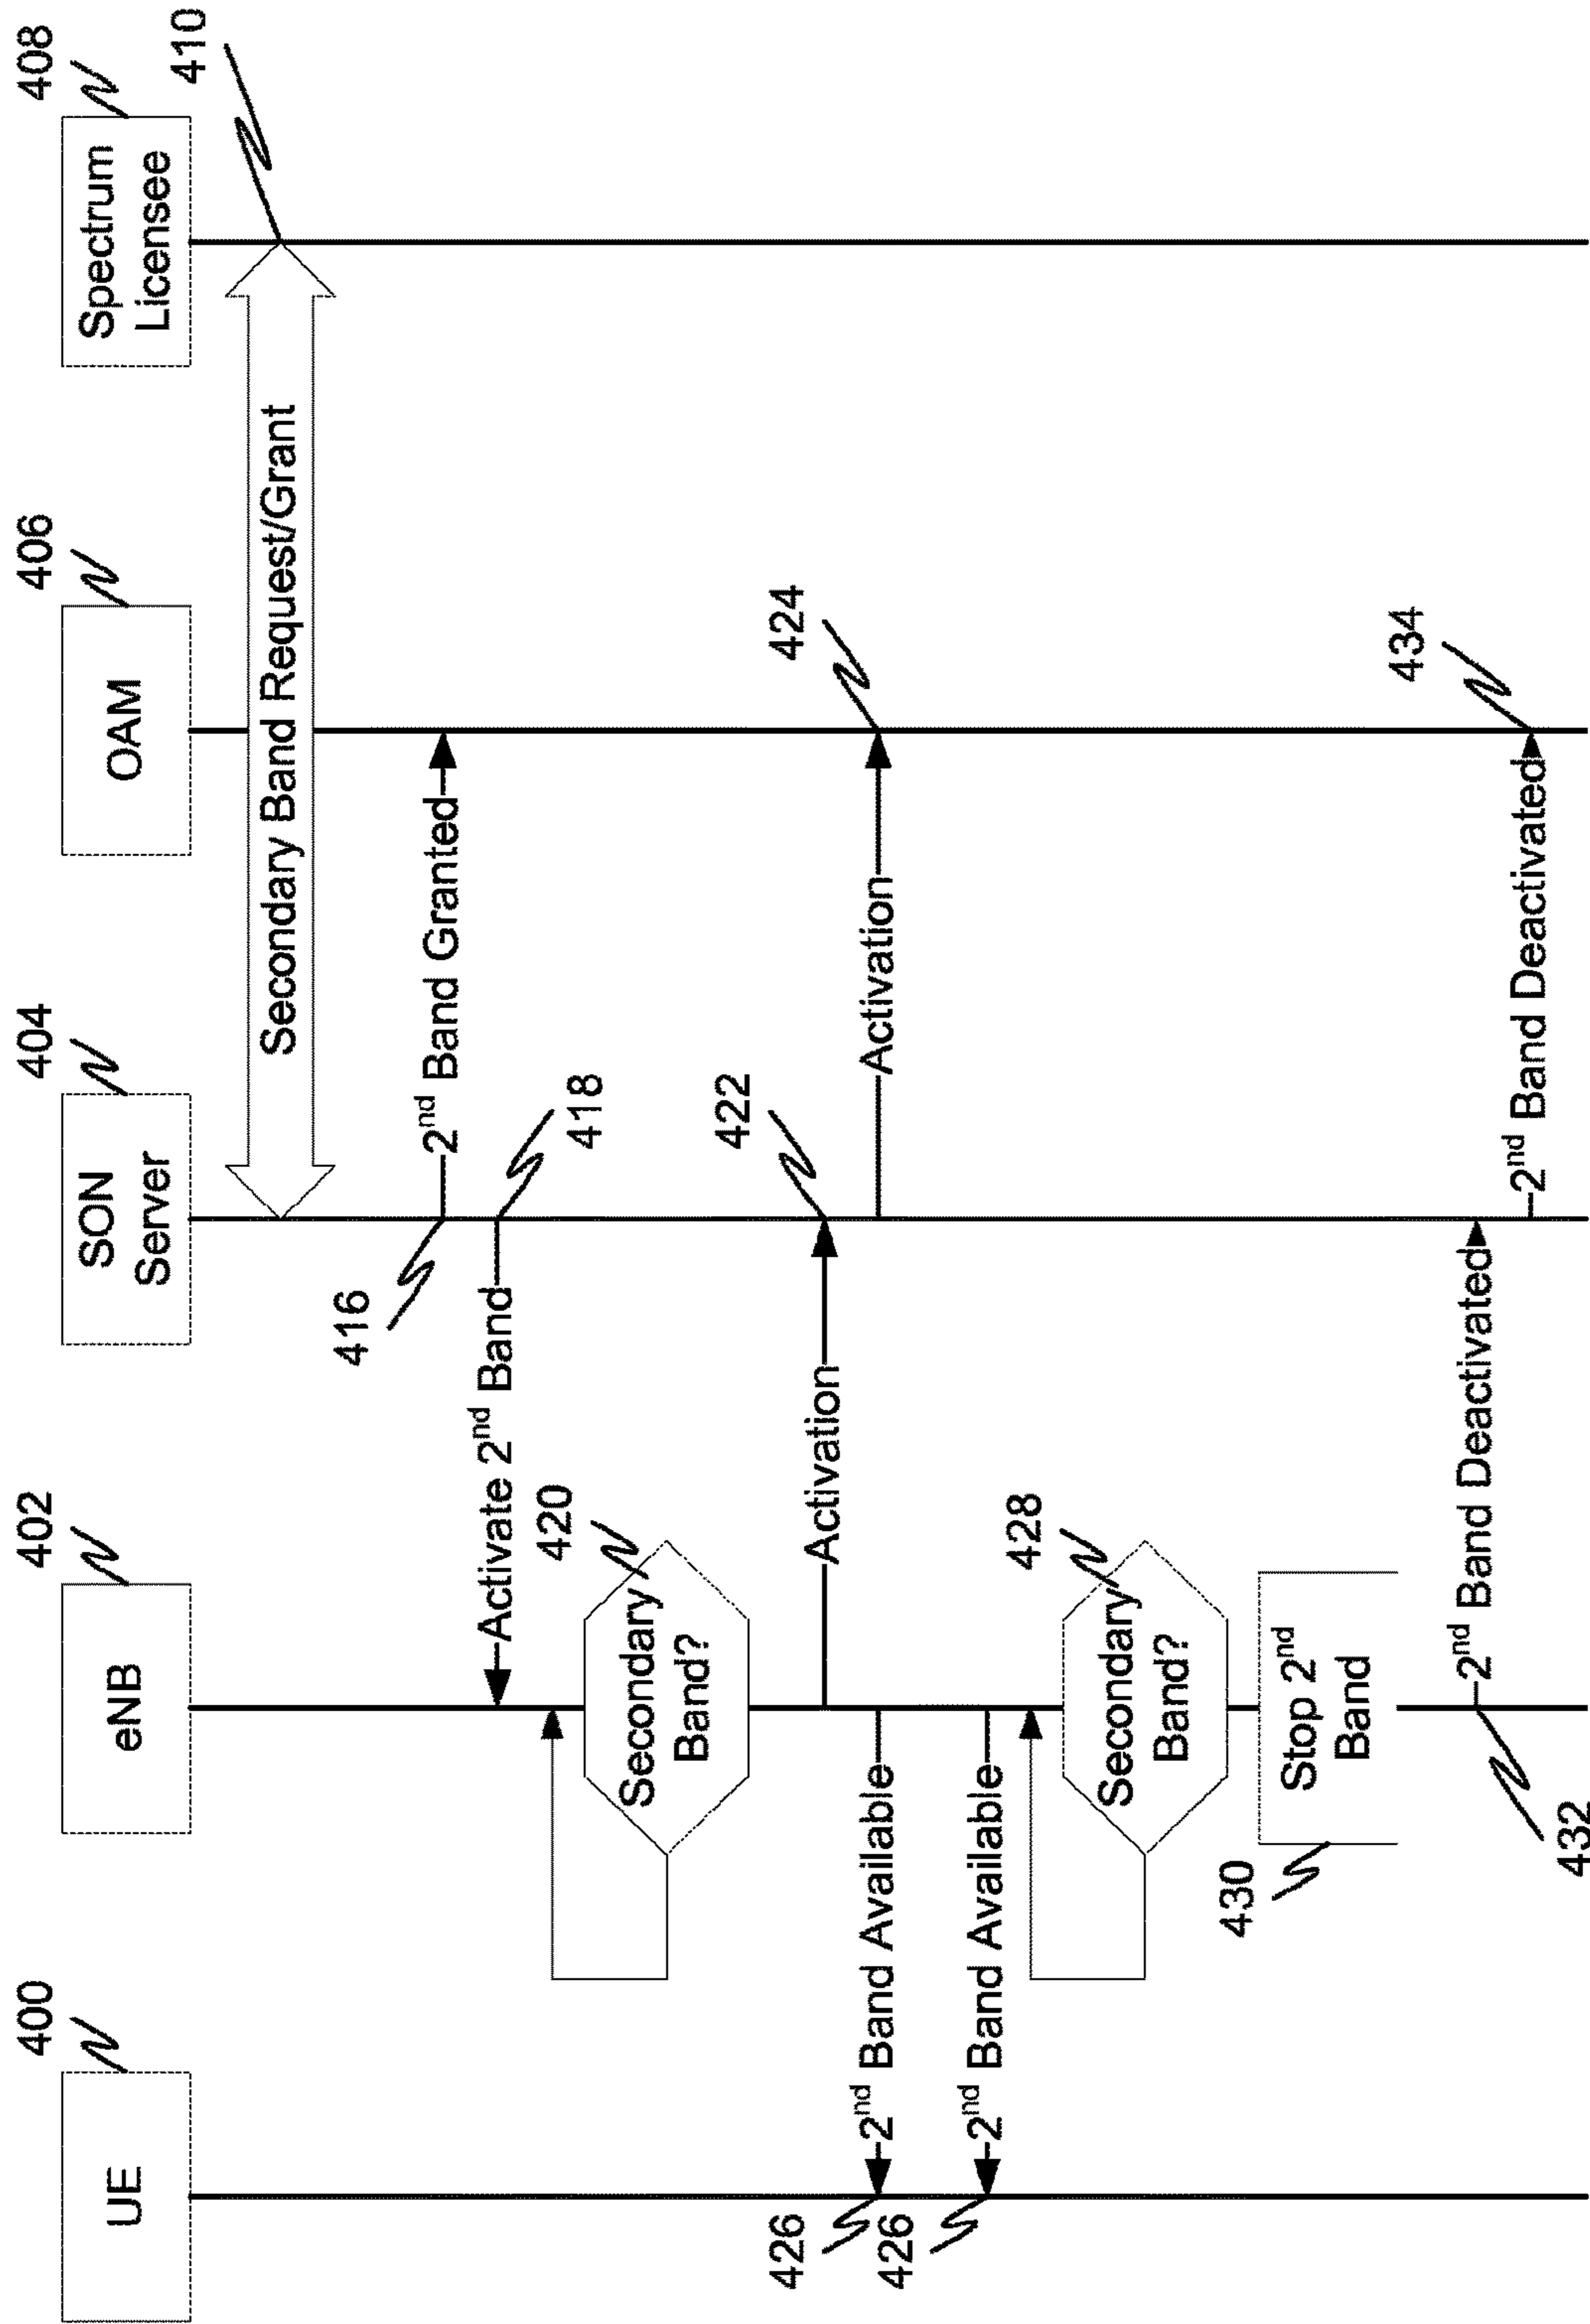 400
402
404
406
408
UE
eNB
SON
Server
OAM
Spectrum
Licensee
410
Secondary Band Request/Grant
416
2nd Band Granted
Activate 2nd Band
418
420
Secondary
Band?
422
Activation
424
Activation
426
2nd Band Available
426
2nd Band Available
428
Secondary
Band?
430
Stop 2nd
Band
432
2nd Band Deactivated
434
2nd Band Deactivated